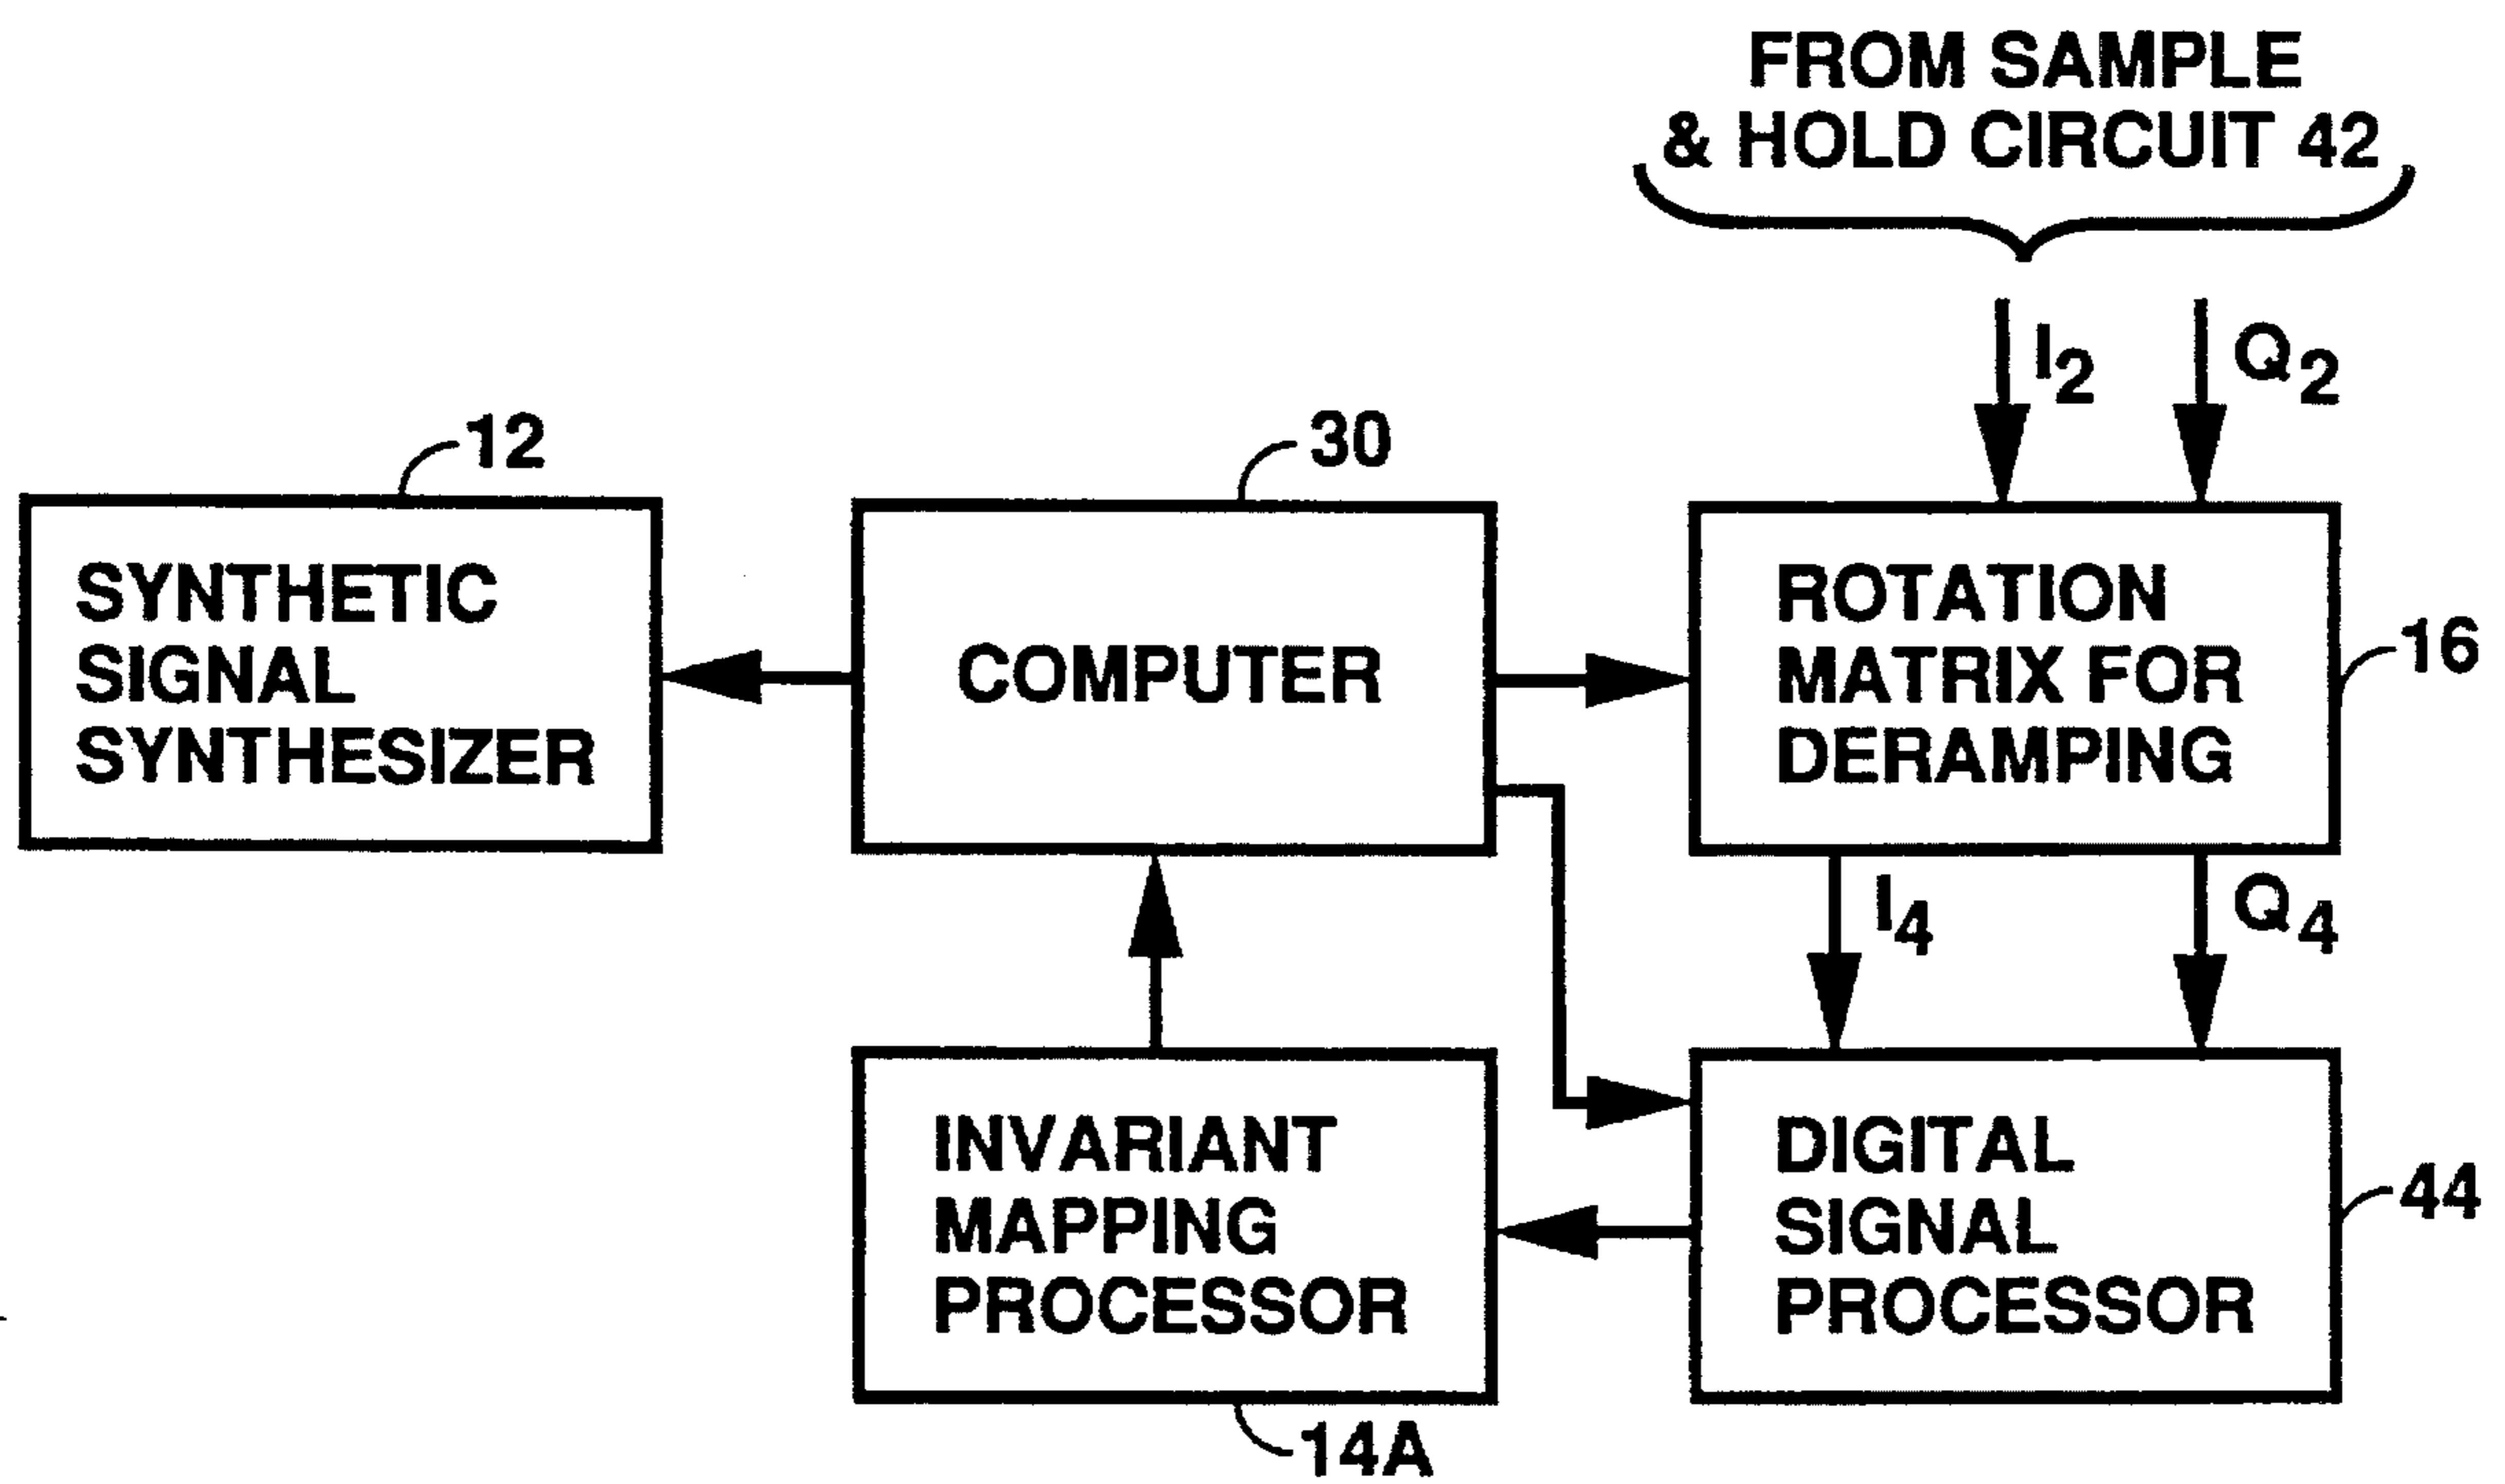 FROM SAMPLE
& HOLD CIRCUIT 42
I2
Q2
12
30
SYNTHETIC
SIGNAL
SYNTHESIZER
COMPUTER
ROTATION
MATRIX FOR
DERAMPING
16
I4
Q4
INVARIANT
MAPPING
PROCESSOR
DIGITAL
SIGNAL
PROCESSOR
44
14A